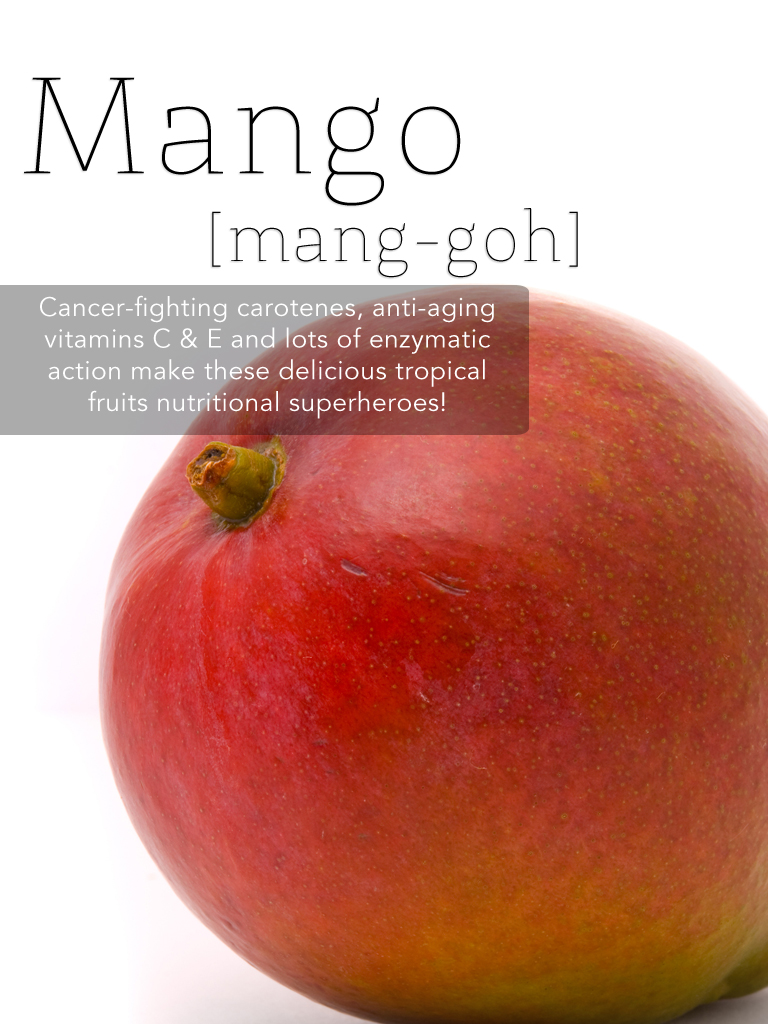 Mango
[mang-goh]
Cancer-fighting carotenes, anti-aging
vitamins C & E and lots of enzymatic
action make these delicious tropical
fruits nutritional superheroes!